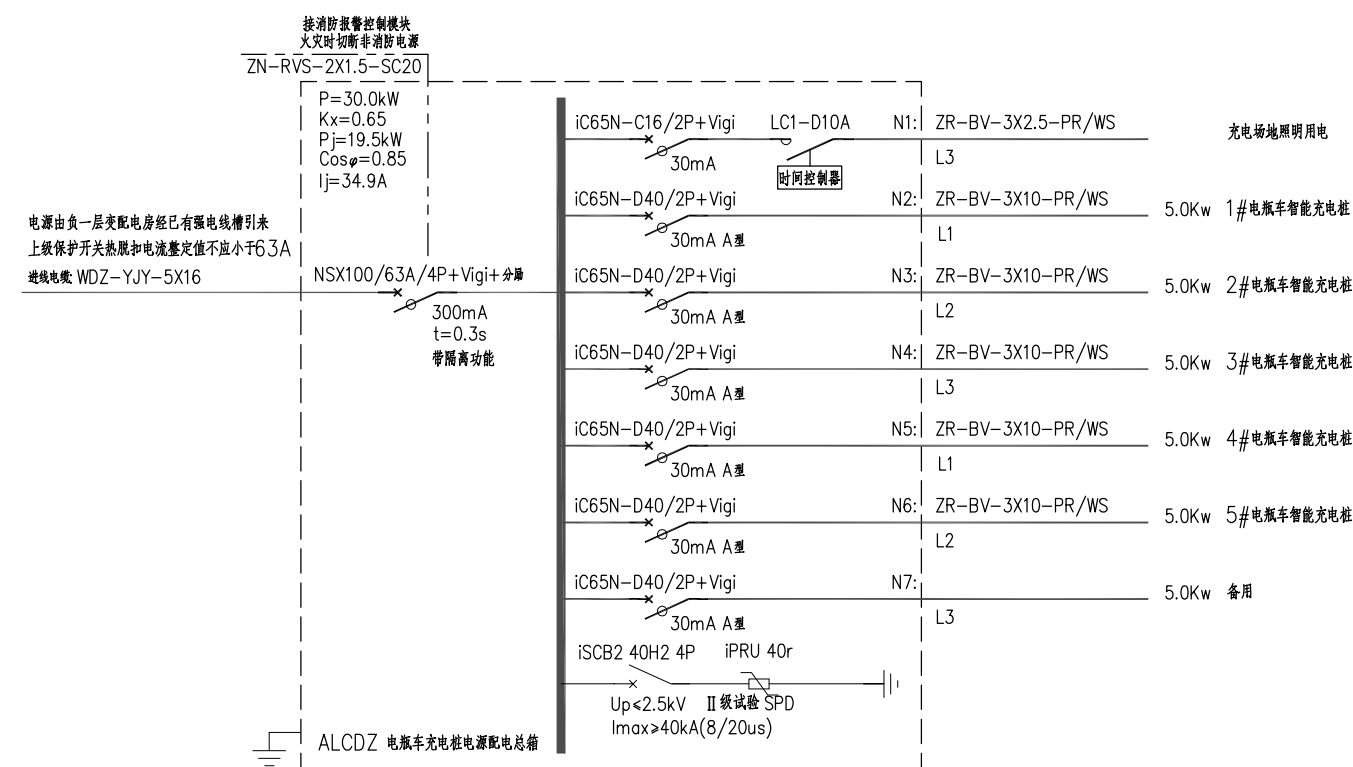 接消防报警控制模块
火灾时切断非消防电源
ZN-RVS-2X1.5-SC20
P=30.0kW
Kx=0.65
Pj=19.5kW
Cosφ=0.85
Ij=34.9A
电源由负一层变配电房经已有强电线槽引来
上级保护开关热脱扣电流整定值不应小于63A
进线电缆 WDZ-YJY-5X16
NSX100/63A/4P+Vigi+分励
300mA
t=0.3s
带隔离功能
iC65N-C16/2P+Vigi LC1-D10A N1: ZR-BV-3X2.5-PR/WS 充电场地照明用电
30mA L3
时间控制器
iC65N-D40/2P+Vigi N2: ZR-BV-3X10-PR/WS 5.0Kw 1#电瓶车智能充电桩
30mA A型 L1
iC65N-D40/2P+Vigi N3: ZR-BV-3X10-PR/WS 5.0Kw 2#电瓶车智能充电桩
30mA A型 L2
iC65N-D40/2P+Vigi N4: ZR-BV-3X10-PR/WS 5.0Kw 3#电瓶车智能充电桩
30mA A型 L3
iC65N-D40/2P+Vigi N5: ZR-BV-3X10-PR/WS 5.0Kw 4#电瓶车智能充电桩
30mA A型 L1
iC65N-D40/2P+Vigi N6: ZR-BV-3X10-PR/WS 5.0Kw 5#电瓶车智能充电桩
30mA A型 L2
iC65N-D40/2P+Vigi N7: 5.0Kw 备用
30mA A型 L3
iSCB2 40H2 4P iPRU 40r
Up≤2.5kV II级试验 SPD
Imax≥40kA(8/20us)
ALCDZ 电瓶车充电桩电源配电总箱